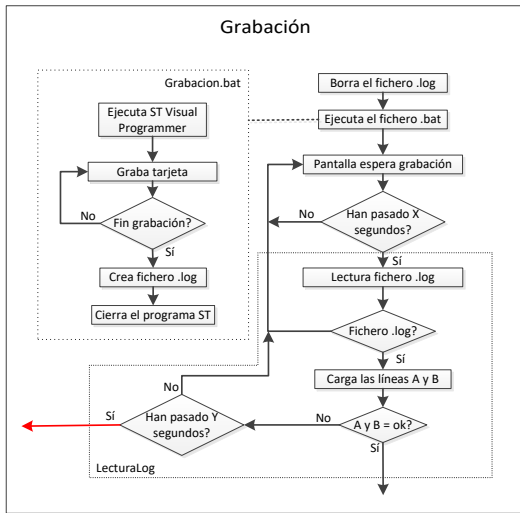 Grabación
Grabacion.bat
Ejecuta ST Visual
Programmer
Graba tarjeta
No
Fin grabación?
Sí
Crea fichero .log
Cierra el programa ST
Borra el fichero .log
Ejecuta el fichero .bat
Pantalla espera grabación
No
Han pasado X
segundos?
Sí
Lectura fichero .log
Fichero .log?
Sí
Carga las líneas A y B
No
A y B = ok?
Sí
No
Sí
Han pasado Y
segundos?
LecturaLog